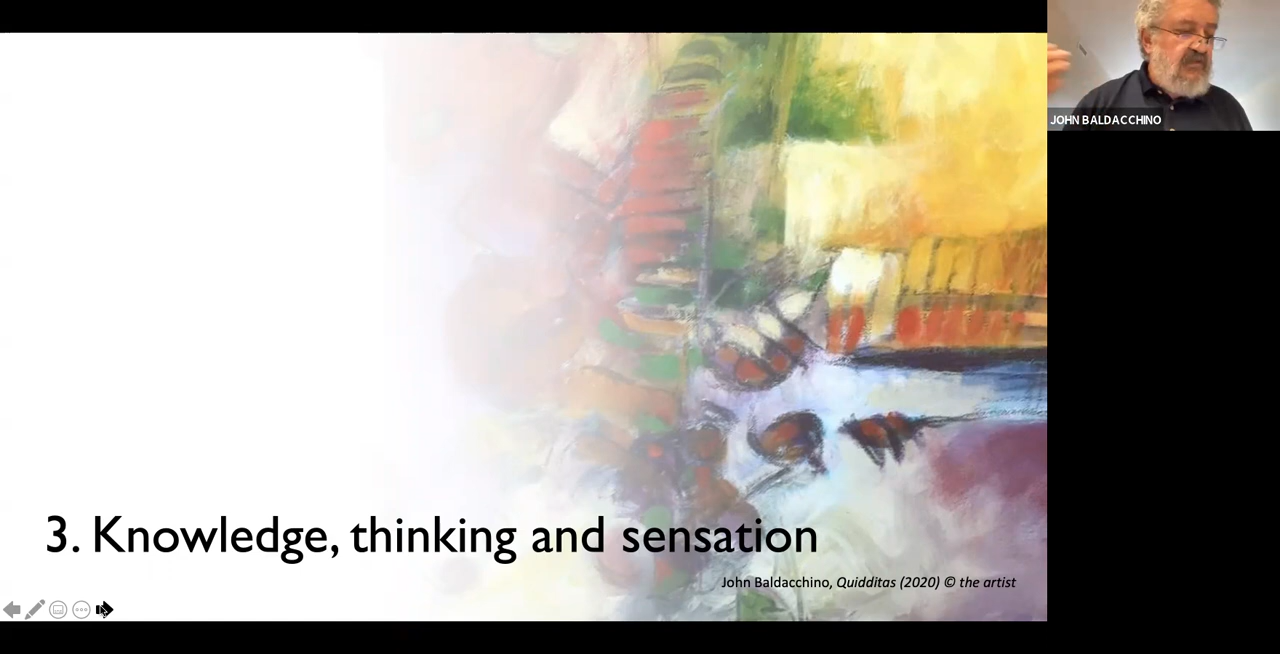 JOHN BALDACCHINO
3. Knowledge, thinking and sensation
John Baldacchino, Quidditas (2020) © the artist